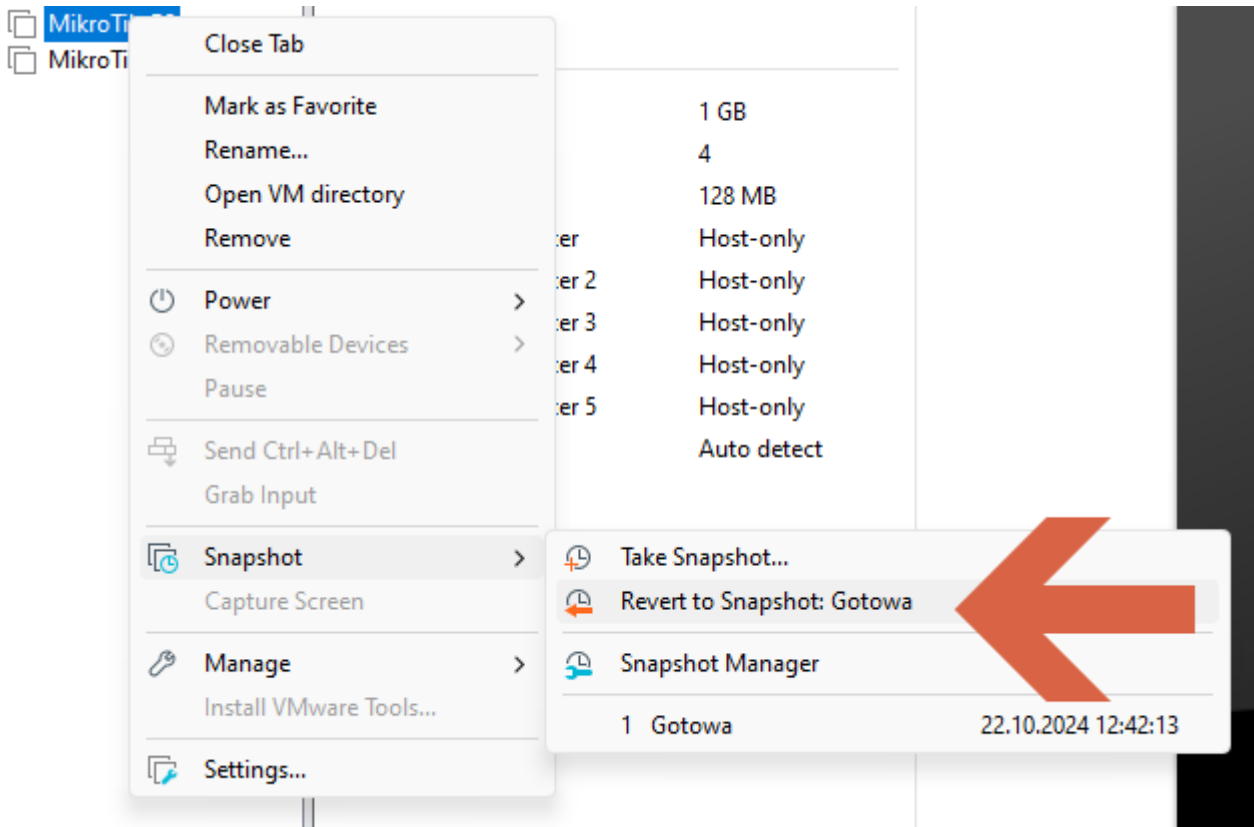 MikroTi
MikroTi
Close Tab
Mark as Favorite
Rename...
Open VM directory
Remove
Power
Removable Devices
Pause
Send Ctrl+Alt+Del
Grab Input
Snapshot
Capture Screen
Manage
Install VMware Tools...
Settings...
1 GB
4
128 MB
ter Host-only
ter 2 Host-only
ter 3 Host-only
ter 4 Host-only
ter 5 Host-only
Auto detect
Take Snapshot...
Revert to Snapshot: Gotowa
Snapshot Manager
1 Gotowa 22.10.2024 12:42:13